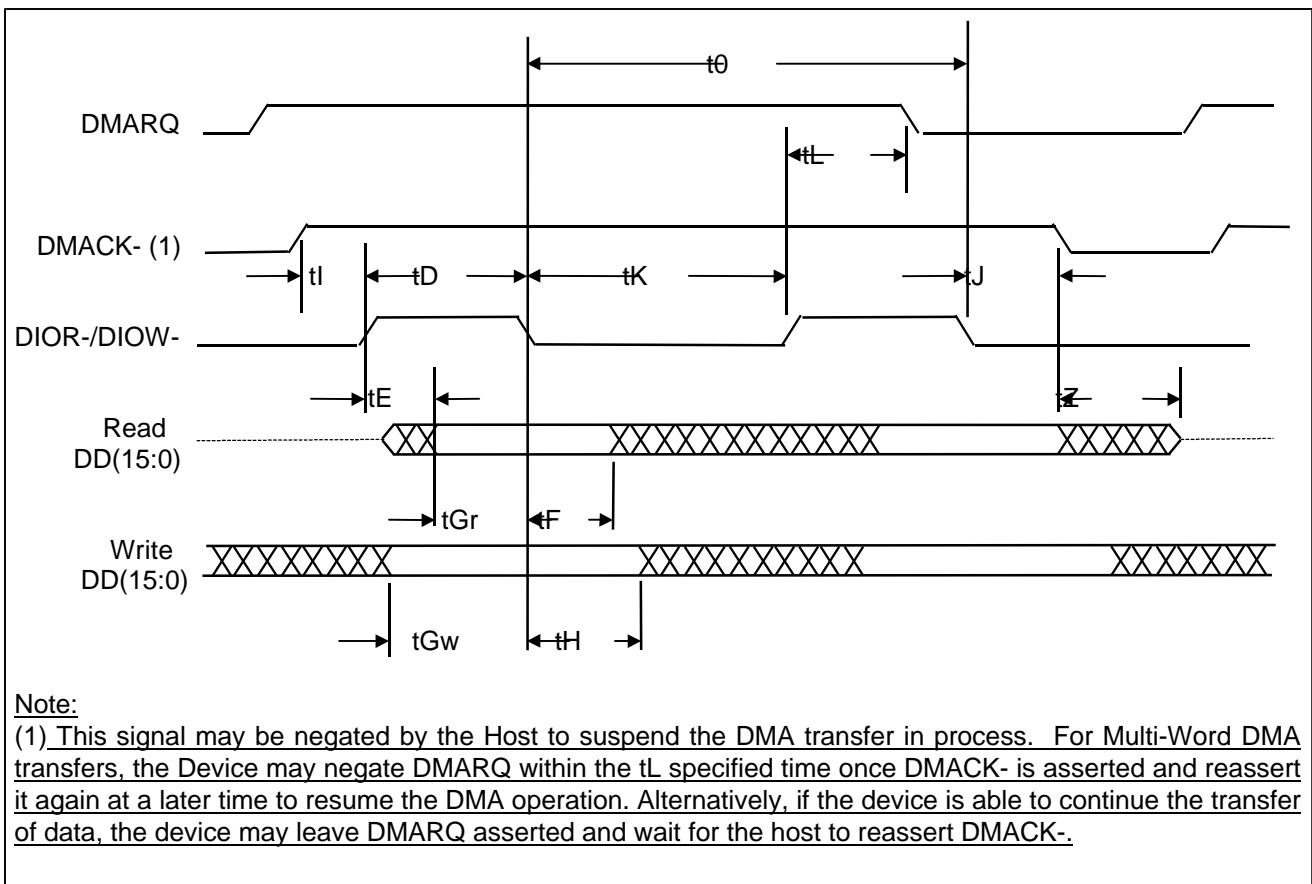 t0
DMARQ
tL
DMACK- (1)
tI
tD
tK
tJ
DIOR-/DIOW-
tE
tZ
Read
DD(15:0)
tGr
tF
Write
DD(15:0)
tGw
tH
Note:
(1) This signal may be negated by the Host to suspend the DMA transfer in process. For Multi-Word DMA
transfers, the Device may negate DMARQ within the tL specified time once DMACK- is asserted and reassert
it again at a later time to resume the DMA operation. Alternatively, if the device is able to continue the transfer
of data, the device may leave DMARQ asserted and wait for the host to reassert DMACK-.